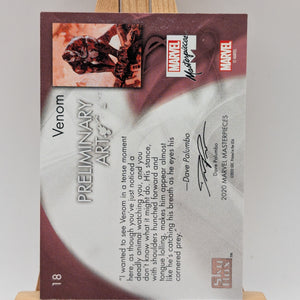 Venom
PRELIMINARY
ART
MARVEL
Masterpieces
MARVEL
"I wanted to see Venom in a tense moment
here, as though you've just noticed a
deadly animal watching you, and you
don't know what it might do. His stance,
with shoulders hunched forward and
tongue lolling, makes him appear almost
like he's catching his breath as he eyes his
cornered prey."
—Dave Palumbo
Dave Palumbo
2020 MARVEL MASTERPIECES
18
SkyBox